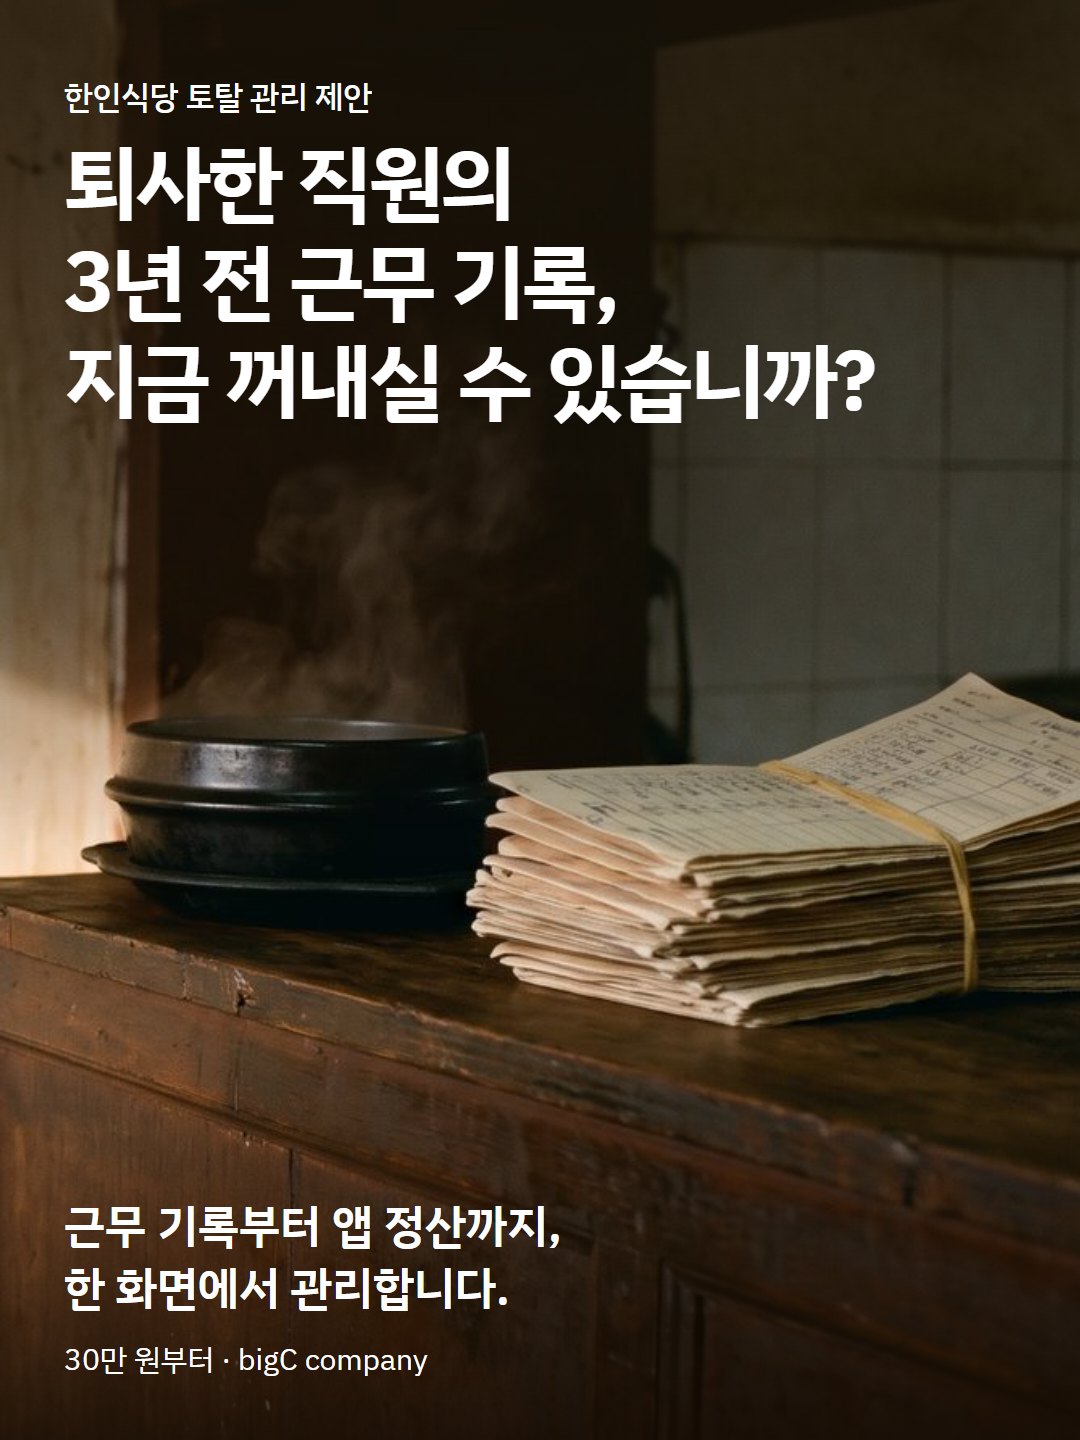 한인식당 토탈 관리 제안
퇴사한 직원의
3년 전 근무 기록,
지금 꺼내실 수 있습니까?
근무 기록부터 앱 정산까지,
한 화면에서 관리합니다.
30만 원부터 · bigC company